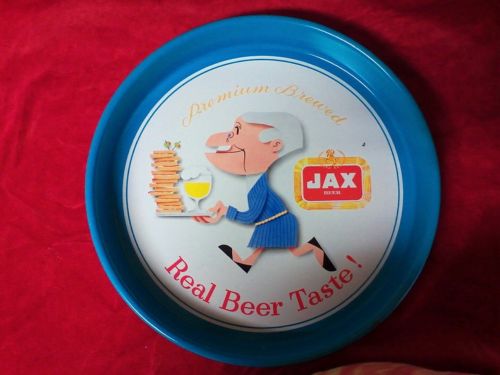 Premium Brewed
JAX
BEER
Real Beer Taste!